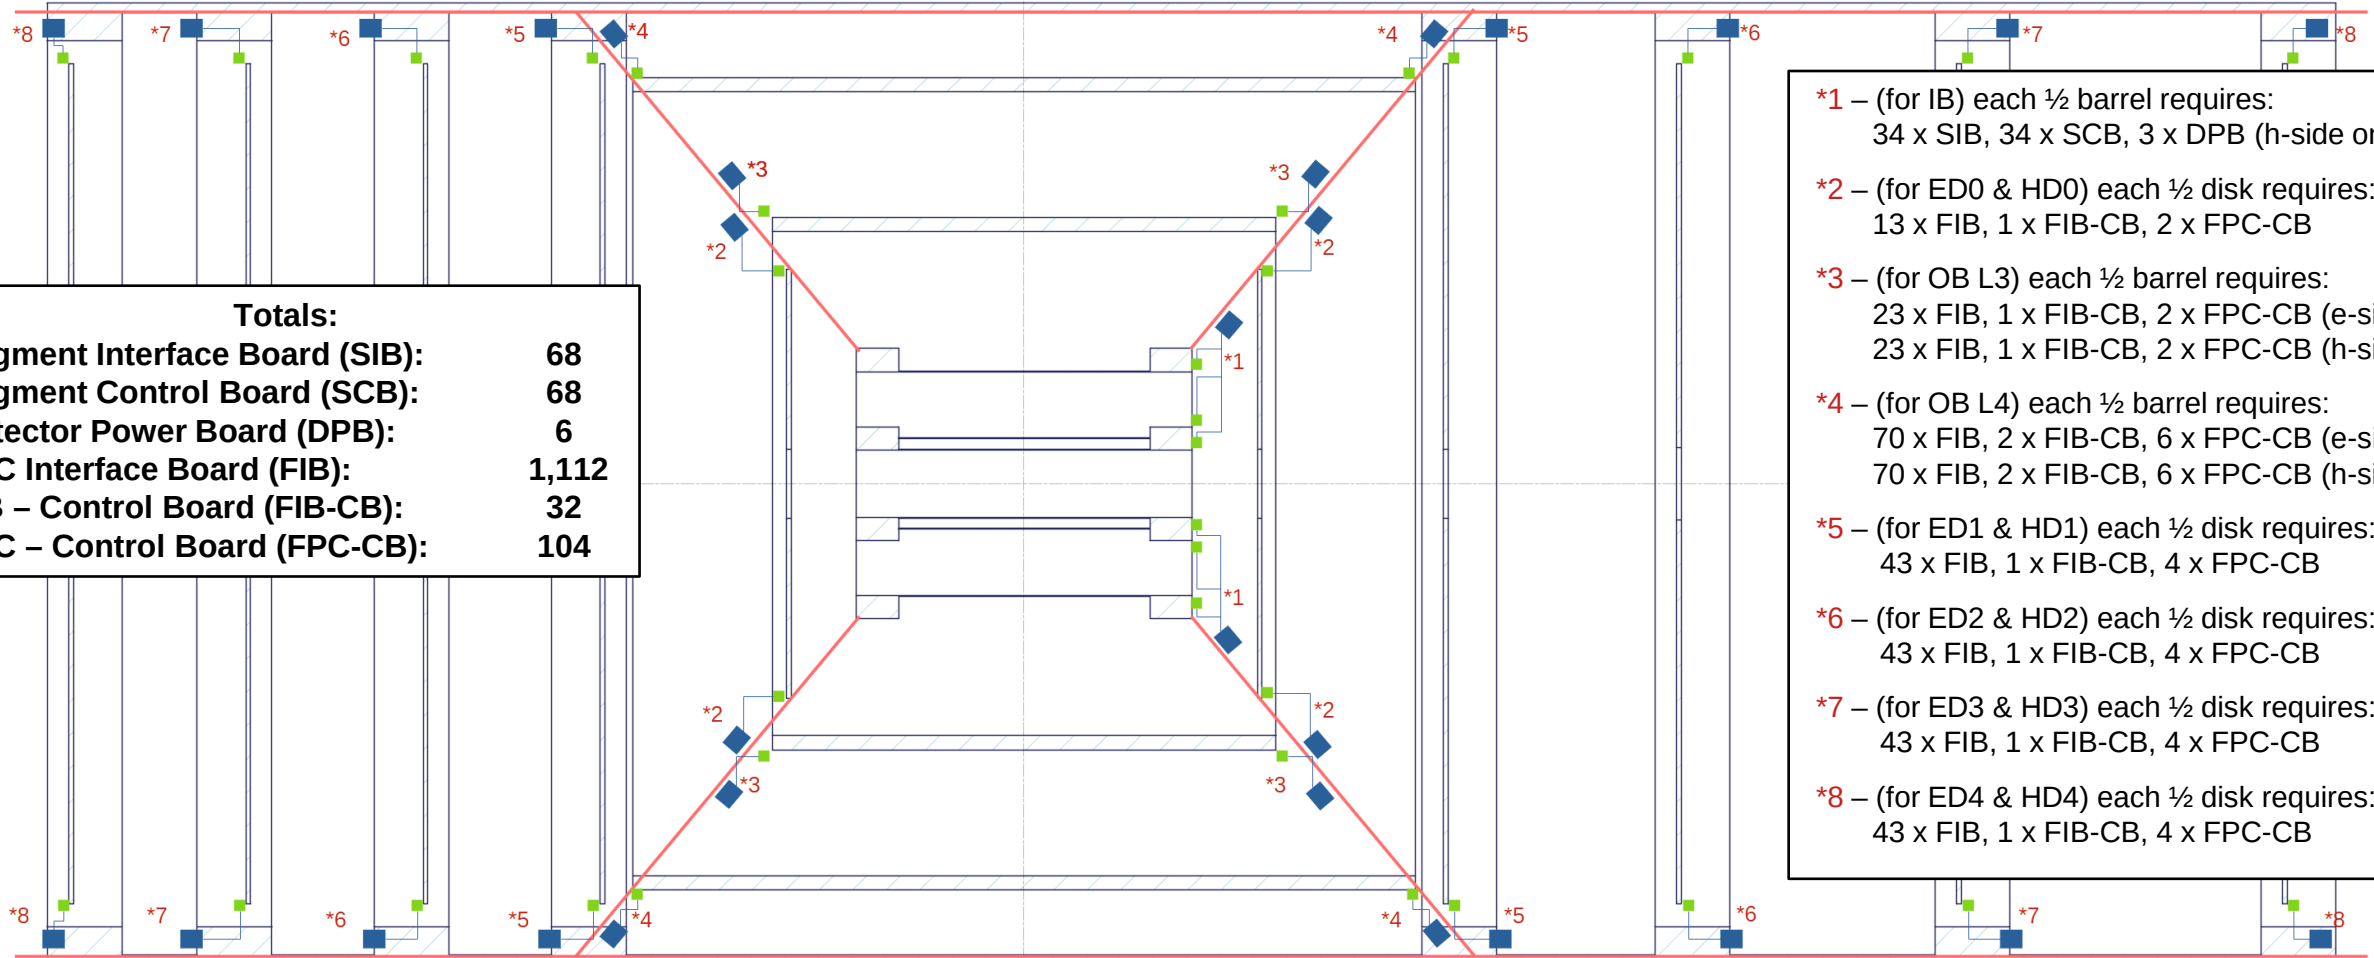 *8 *7 *6 *5 *4 *4 *5 *6 *7 *8
*3 *3
*2 *2
*1
*1
*2 *2
*3 *3
*8 *7 *6 *5 *4 *4 *5 *6 *7 *8
Totals:
gment Interface Board (SIB): 68
gment Control Board (SCB): 68
tector Power Board (DPB): 6
C Interface Board (FIB): 1,112
– Control Board (FIB-CB): 32
C – Control Board (FPC-CB): 104
*1 – (for IB) each ½ barrel requires:
34 x SIB, 34 x SCB, 3 x DPB (h-side
*2 – (for ED0 & HD0) each ½ disk requires:
13 x FIB, 1 x FIB-CB, 2 x FPC-CB
*3 – (for OB L3) each ½ barrel requires:
23 x FIB, 1 x FIB-CB, 2 x FPC-CB (e-si
23 x FIB, 1 x FIB-CB, 2 x FPC-CB (h-si
*4 – (for OB L4) each ½ barrel requires:
70 x FIB, 2 x FIB-CB, 6 x FPC-CB (e-si
70 x FIB, 2 x FIB-CB, 6 x FPC-CB (h-si
*5 – (for ED1 & HD1) each ½ disk requires:
43 x FIB, 1 x FIB-CB, 4 x FPC-CB
*6 – (for ED2 & HD2) each ½ disk requires:
43 x FIB, 1 x FIB-CB, 4 x FPC-CB
*7 – (for ED3 & HD3) each ½ disk requires:
43 x FIB, 1 x FIB-CB, 4 x FPC-CB
*8 – (for ED4 & HD4) each ½ disk requires:
43 x FIB, 1 x FIB-CB, 4 x FPC-CB